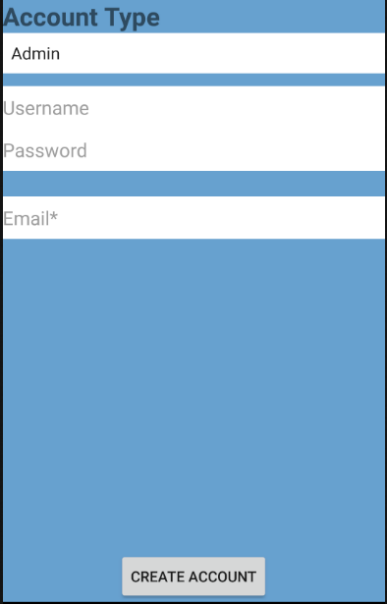 Account Type
Admin
Username
Password
Email*
CREATE ACCOUNT